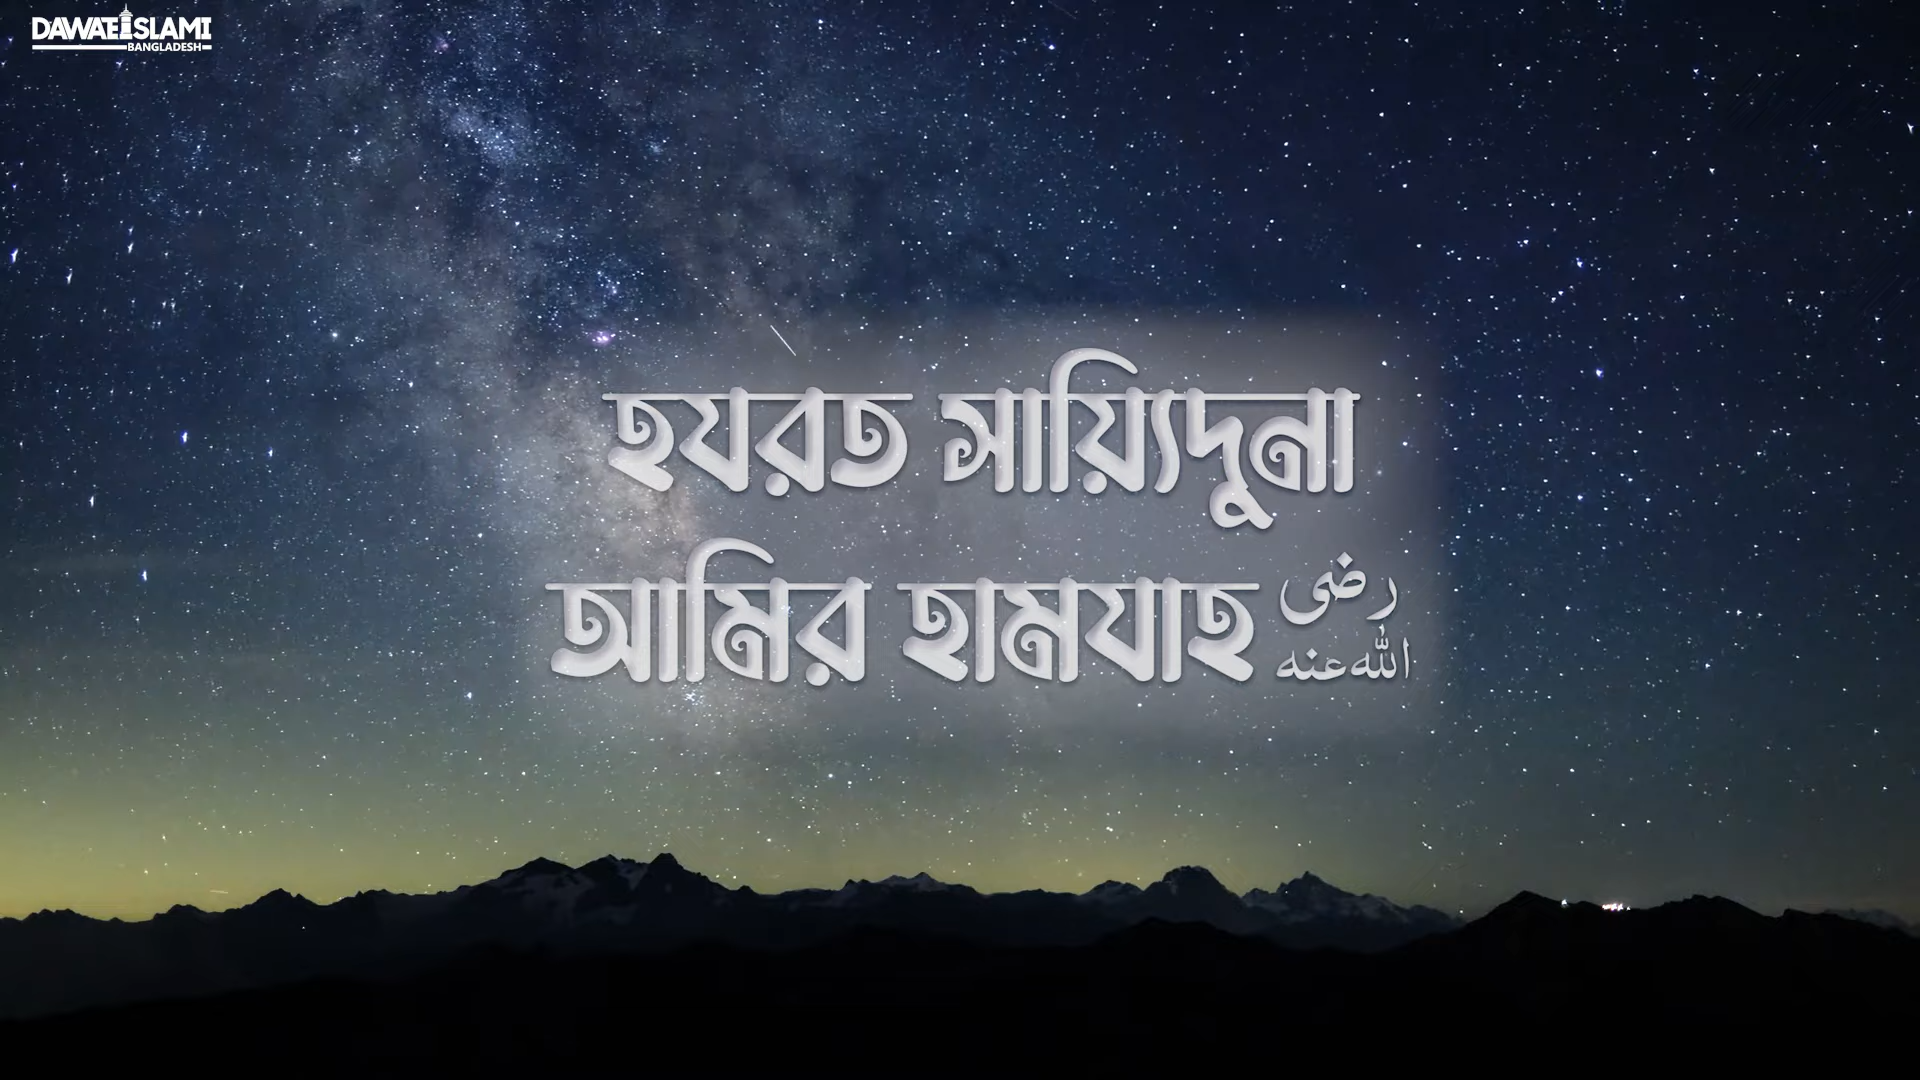 DAWATEISLAMI
BANGLADESH
হযরত সায়্যিদুনা
আমির হামযাহ رضی الله عنه